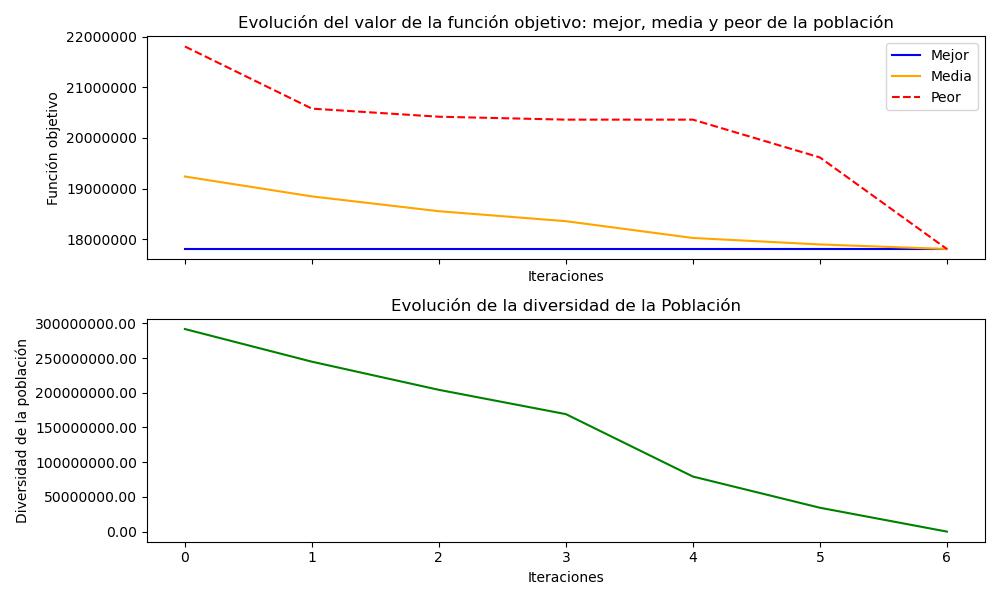 Evolución del valor de la función objetivo: mejor, media y peor de la población
22000000
21000000
20000000
19000000
18000000
Función objetivo
Mejor
Media
Peor
Iteraciones
Evolución de la diversidad de la Población
300000000.00
250000000.00
200000000.00
150000000.00
100000000.00
50000000.00
0.00
Diversidad de la población
0 1 2 3 4 5 6
Iteraciones